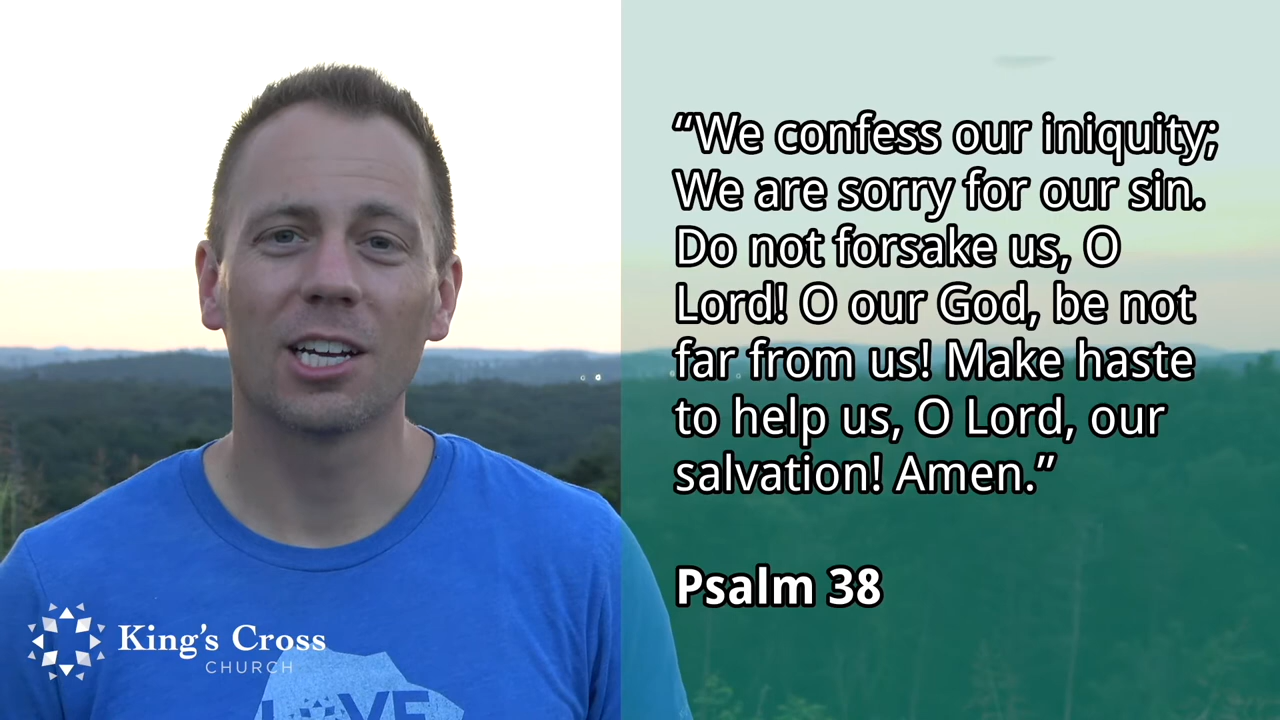 “We confess our iniquity;
We are sorry for our sin.
Do not forsake us, O
Lord! O our God, be not
far from us! Make haste
to help us, O Lord, our
salvation! Amen.”
Psalm 38
King's Cross
CHURCH
LOVE